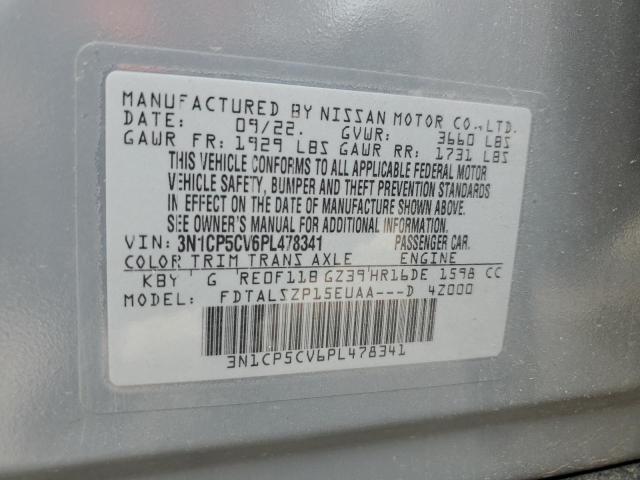 MANUFACTURED BY NISSAN MOTOR CO.,LTD.
DATE: 09/22. GVWR: 3660 LBS
GAWR FR: 1929 LBS GAWR RR: 1731 LBS
THIS VEHICLE CONFORMS TO ALL APPLICABLE FEDERAL MOTOR
VEHICLE SAFETY, BUMPER AND THEFT PREVENTION STANDARDS
IN EFFECT ON THE DATE OF MANUFACTURE SHOWN ABOVE.
SEE OWNER'S MANUAL FOR ADDITIONAL INFORMATION.
VIN: 3N1CP5CV6PL478341 PASSENGER CAR.
COLOR TRIM TRANS AXLE ENGINE
KBY G RE0F11B GZ39 HR16DE 1598 CC
MODEL: FDTALSZP15EUAA---D 4Z000
3N1CP5CV6PL478341